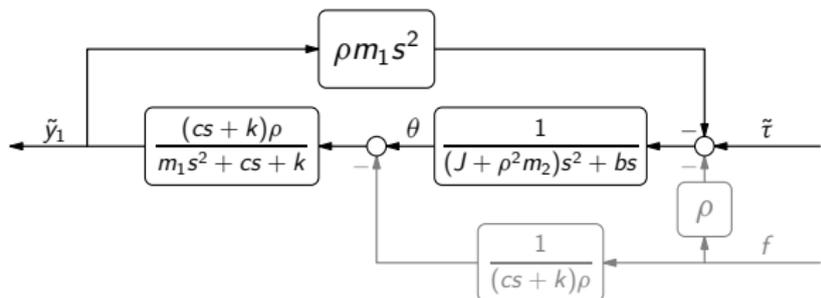 ρm₁s²
ỹ₁
(cs + k)ρ
m₁s² + cs + k
−
θ
1
(J + ρ²m₂)s² + bs
−
−
τ̃
ρ
1
(cs + k)ρ
f